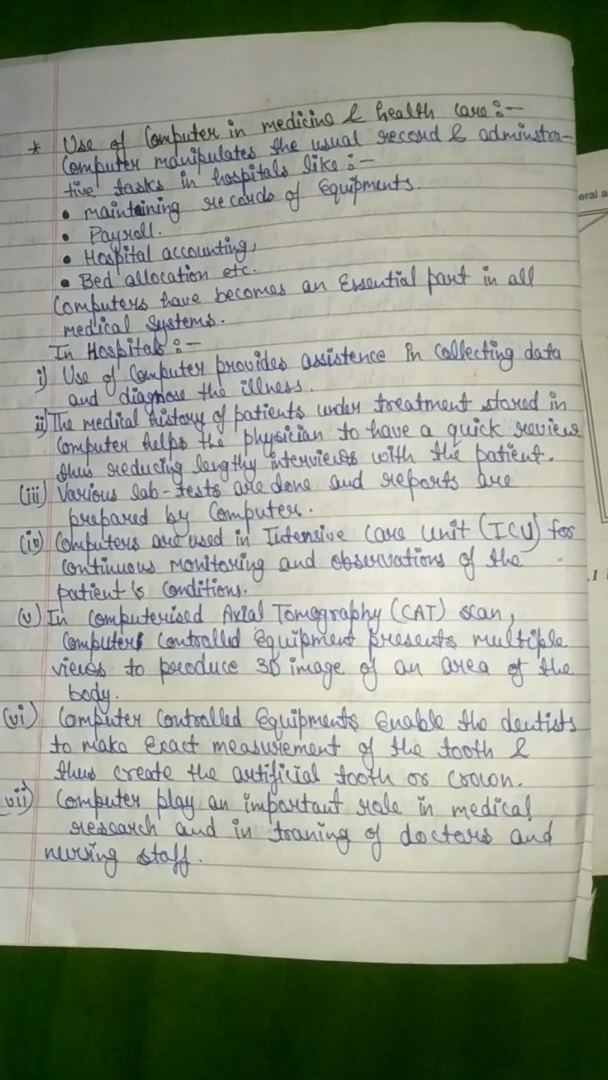 * Use of Computer in medicine & health care :-
Computer manipulates the usual record & adminstra-
tive tasks in hospitals like :-
• maintaining records of Equipments.
• Payroll.
• Hospital accounting,
• Bed allocation etc.
Computers have becomes an Essential part in all
medical Systems.
In Hospitals :-
i) Use of Computer provides assistence in collecting data
and diagnose the illness.
ii) The medical history of patients under treatment stored in
Computer helps the physician to have a quick review
thus reducing lengthy interviews with the patient.
(iii) Various lab-tests are done and reports are
prepared by Computer.
(iv) Computers are used in Intensive Care Unit (ICU) for
continuous monitoring and observations of the
patient's conditions.
(v) In Computerised Axial Tomography (CAT) scan,
Computers Controlled Equipment presents multiple
views to produce 3D image of an area of the
body.
(vi) Computer Controlled Equipments Enable the dentists
to make Exact measurement of the tooth &
thus create the artificial tooth or crown.
vii) Computer play an important role in medical
research and in traning of doctors and
nursing staff.
eral a
.1